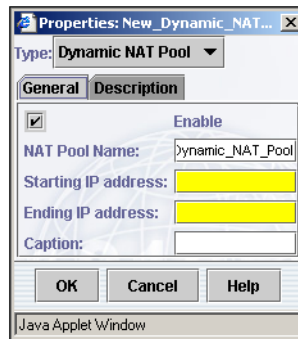 Properties: New_Dynamic_NAT...
Type: Dynamic NAT Pool
General Description
Enable
NAT Pool Name: Dynamic_NAT_Pool
Starting IP address:
Ending IP address:
Caption:
OK Cancel Help
Java Applet Window